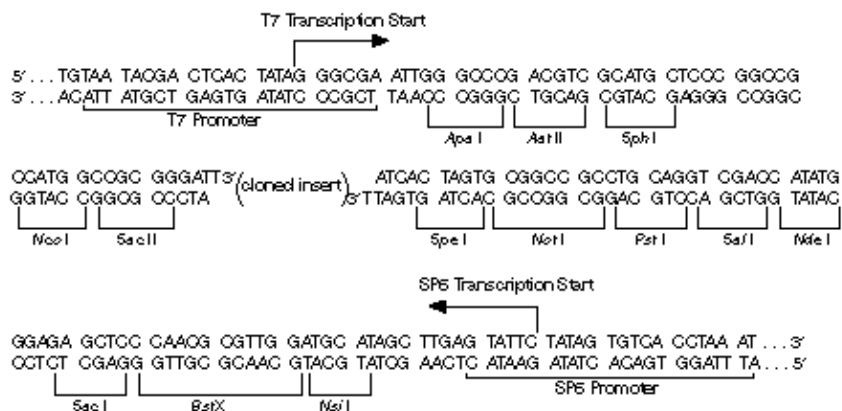 T7 Transcription Start
5′ . . . TGTAA TACGA CTCAC TATAG GGCGA ATTGG GCCCG ACGTC GCATG CTCCC GGCCG
3′ . . . ACATT ATGCT GAGTG ATATC CCGCT TAACC CGGGC TGCAG CGTAC GAGGG CCGGC
T7 Promoter
Apa I Aat II Sph I
CCATG GCCGC GGGATT3′ (cloned insert) ATCAC TAGTG CGGCC GCCTG CAGGT CGACC ATATG
GGTAC CGGCG CCCTA 3′TTAGTG ATCAC GCCGG CGGAC GTCCA GCTGG TATAC
Nco I Sac II Spe I Not I Pst I Sal I Nde I
SP6 Transcription Start
GGAGA GCTCC CAACG CGTTG GATGC ATAGC TTGAG TATTC TATAG TGTCA CCTAA AT . . . 3′
CCTCT CGAGG GTTGC GCAAC CTACG TATCG AACTC ATAAG ATATC ACAGT GGATT TA . . . 5′
Sac I BstX Nsi I SP6 Promoter